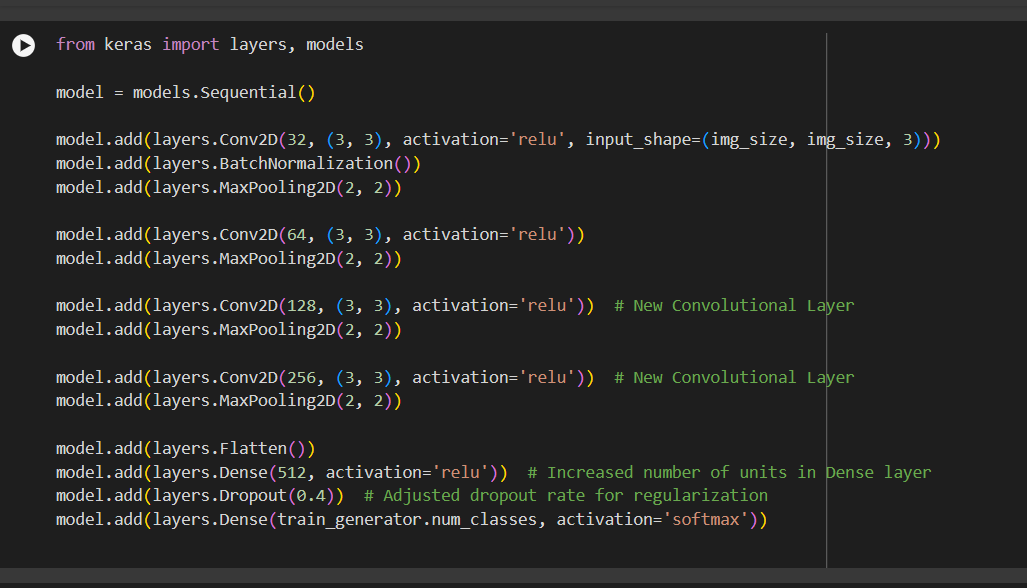 from keras import layers, models
model = models.Sequential()
model.add(layers.Conv2D(32, (3, 3), activation='relu', input_shape=(img_size, img_size, 3)))
model.add(layers.BatchNormalization())
model.add(layers.MaxPooling2D(2, 2))
model.add(layers.Conv2D(64, (3, 3), activation='relu'))
model.add(layers.MaxPooling2D(2, 2))
model.add(layers.Conv2D(128, (3, 3), activation='relu'))  # New Convolutional Layer
model.add(layers.MaxPooling2D(2, 2))
model.add(layers.Conv2D(256, (3, 3), activation='relu'))  # New Convolutional Layer
model.add(layers.MaxPooling2D(2, 2))
model.add(layers.Flatten())
model.add(layers.Dense(512, activation='relu'))  # Increased number of units in Dense layer
model.add(layers.Dropout(0.4))  # Adjusted dropout rate for regularization
model.add(layers.Dense(train_generator.num_classes, activation='softmax'))